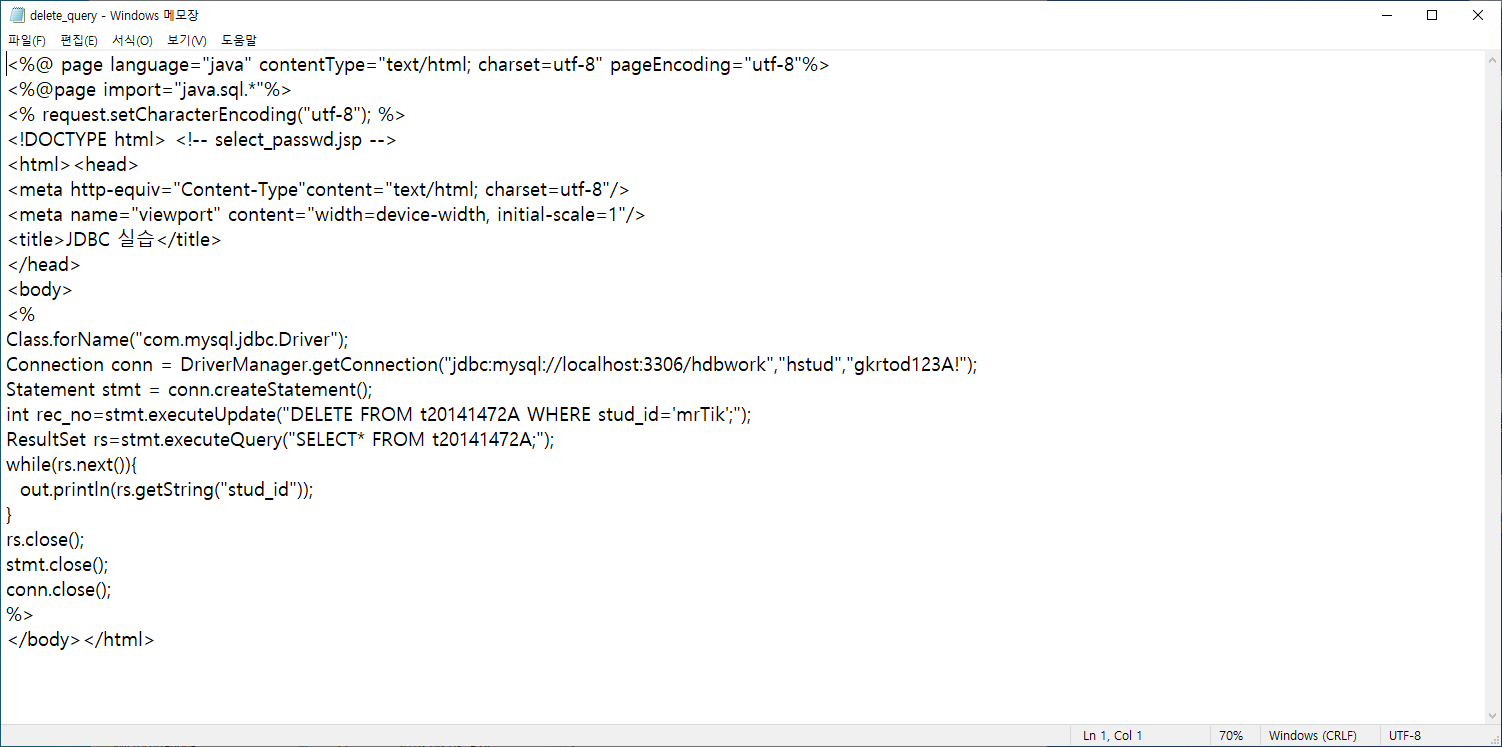 delete_query - Windows 메모장
파일(F) 편집(E) 서식(O) 보기(V) 도움말
<%@ page language="java" contentType="text/html; charset=utf-8" pageEncoding="utf-8"%>
<%@page import="java.sql.*"%>
<% request.setCharacterEncoding("utf-8"); %>
<!DOCTYPE html> <!-- select_passwd.jsp -->
<html><head>
<meta http-equiv="Content-Type"content="text/html; charset=utf-8"/>
<meta name="viewport" content="width=device-width, initial-scale=1"/>
<title>JDBC 실습</title>
</head>
<body>
<%
Class.forName("com.mysql.jdbc.Driver");
Connection conn = DriverManager.getConnection("jdbc:mysql://localhost:3306/hdbwork","hstud","gkrtod123A!");
Statement stmt = conn.createStatement();
int rec_no=stmt.executeUpdate("DELETE FROM t20141472A WHERE stud_id='mrTik';");
ResultSet rs=stmt.executeQuery("SELECT* FROM t20141472A;");
while(rs.next()){
  out.println(rs.getString("stud_id"));
}
rs.close();
stmt.close();
conn.close();
%>
</body></html>
Ln 1, Col 1 70% Windows (CRLF) UTF-8